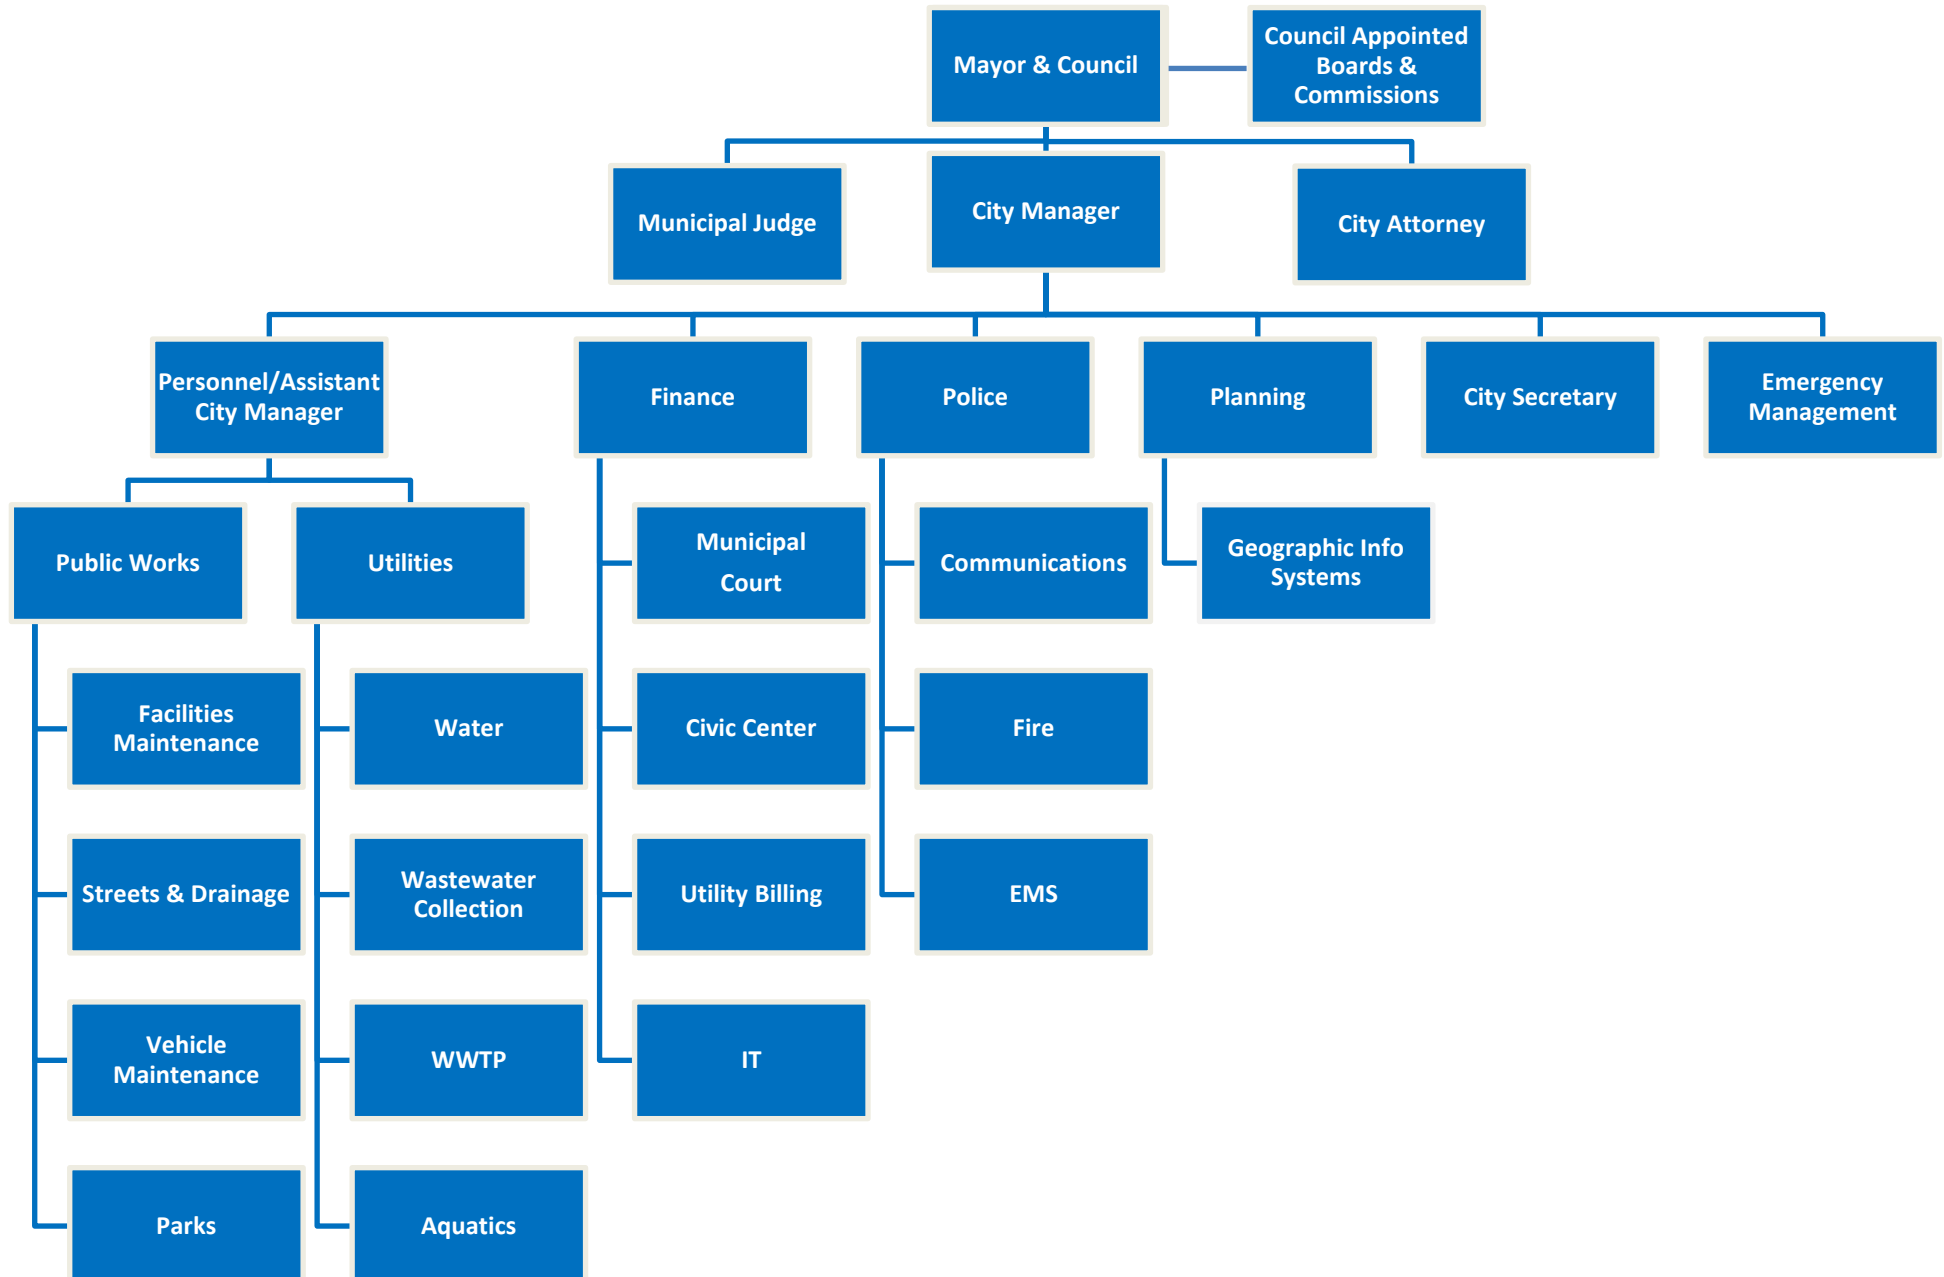 Mayor & Council
Council Appointed
Boards &
Commissions
Municipal Judge
City Manager
City Attorney
Personnel/Assistant
City Manager
Finance
Police
Planning
City Secretary
Emergency
Management
Public Works
Utilities
Municipal
Court
Communications
Geographic Info
Systems
Facilities
Maintenance
Water
Civic Center
Fire
Streets & Drainage
Wastewater
Collection
Utility Billing
EMS
Vehicle
Maintenance
WWTP
IT
Parks
Aquatics